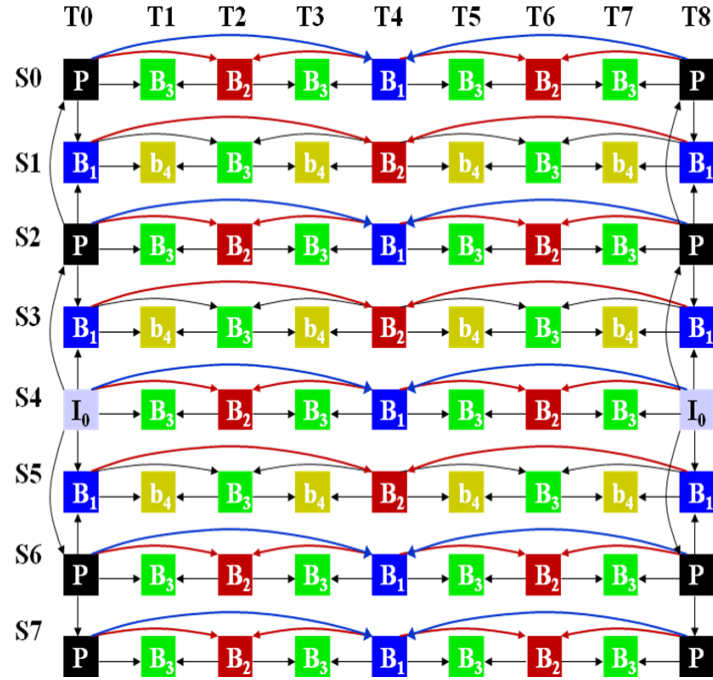 T0 T1 T2 T3 T4 T5 T6 T7 T8
S0 P B3 B2 B3 B1 B3 B2 B3 P
S1 B1 b4 B3 b4 B2 b4 B3 b4 B1
S2 P B3 B2 B3 B1 B3 B2 B3 P
S3 B1 b4 B3 b4 B2 b4 B3 b4 B1
S4 I0 B3 B2 B3 B1 B3 B2 B3 I0
S5 B1 b4 B3 b4 B2 b4 B3 b4 B1
S6 P B3 B2 B3 B1 B3 B2 B3 P
S7 P B3 B2 B3 B1 B3 B2 B3 P